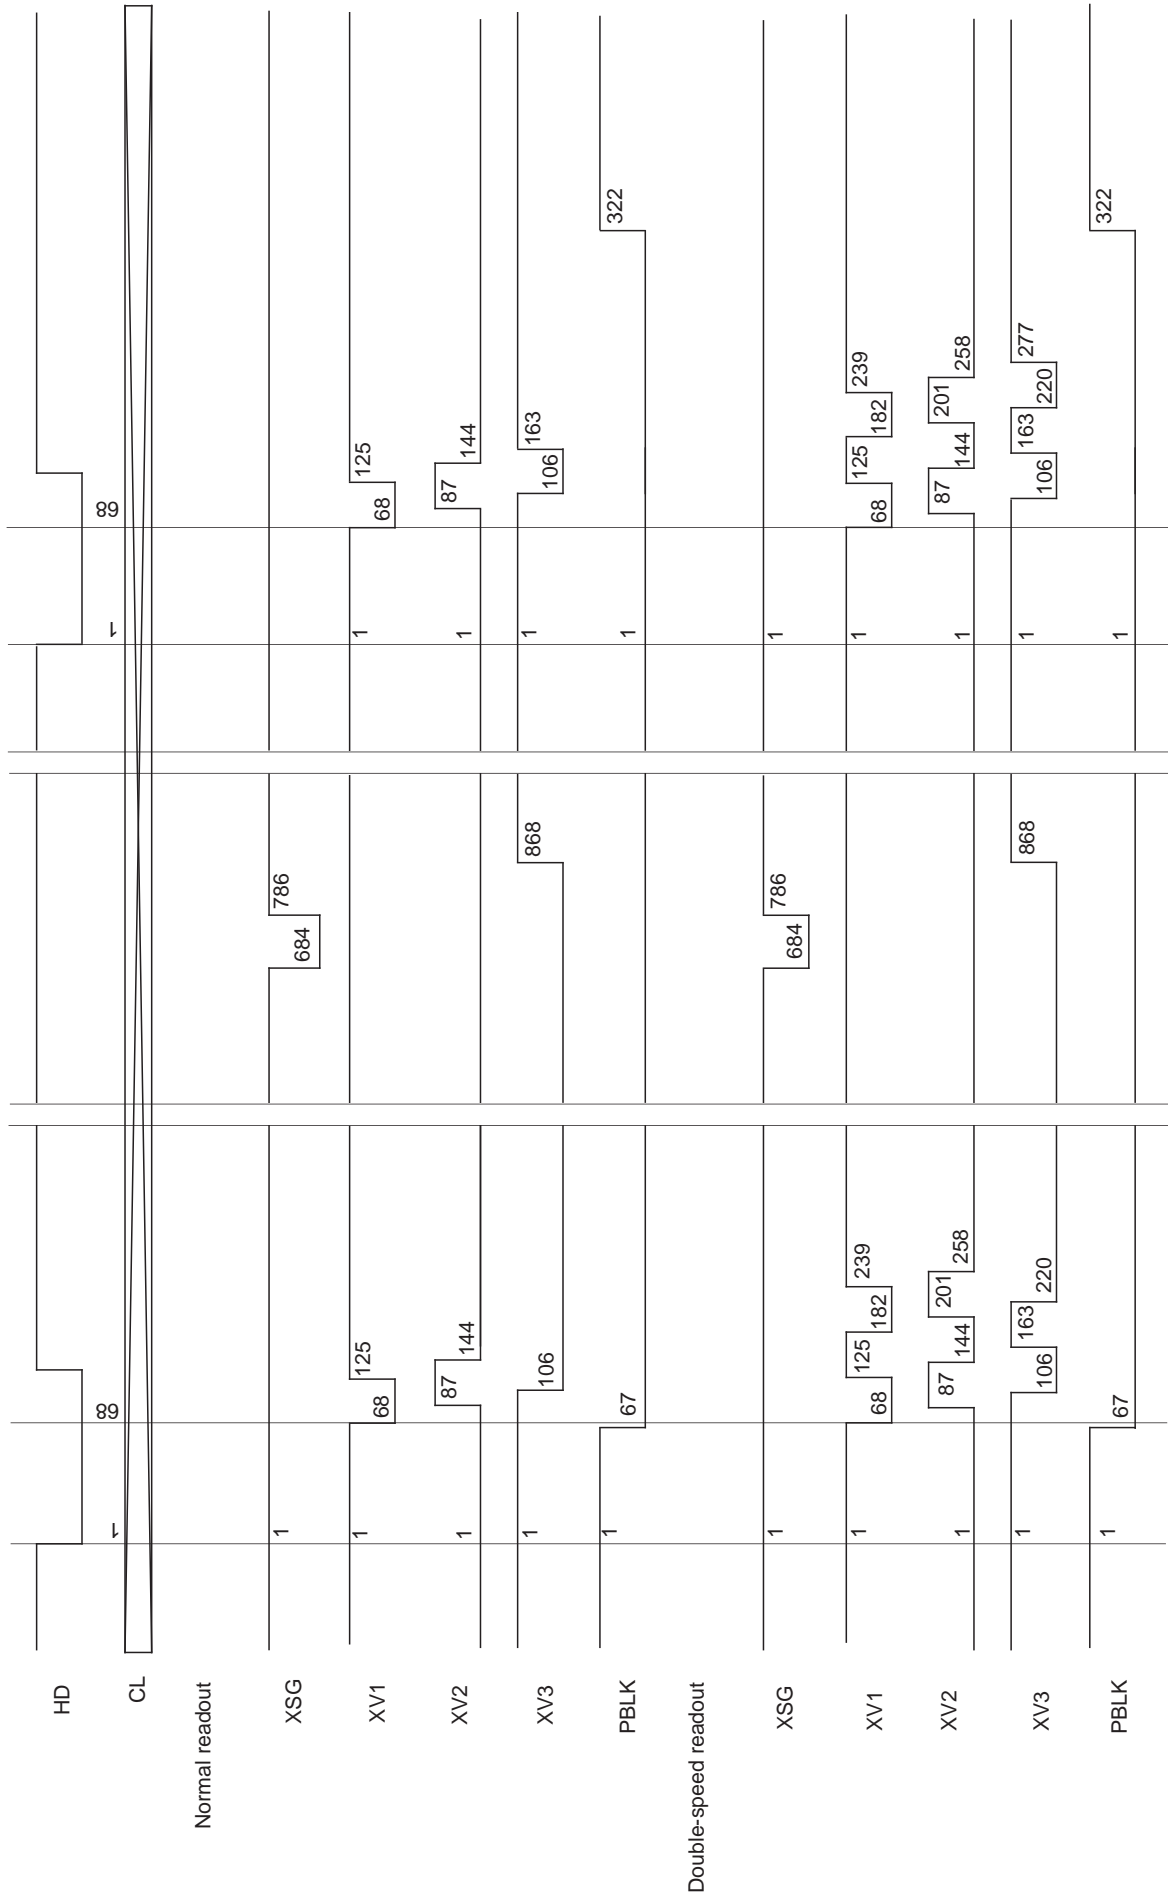 HD
1 68 1 68
CL
Normal readout
XSG 1 684 786
XV1 1 68 125 1 68 125
XV2 1 87 144 1 87 144
XV3 1 106 868 1 106 163
PBLK 1 67 1 322
Double-speed readout
XSG 1 684 786 1
XV1 1 68 125 182 239 1 68 125 182 239
XV2 1 87 144 201 258 1 87 144 201 258
XV3 1 106 163 220 868 1 106 163 220 277
PBLK 1 67 1 322